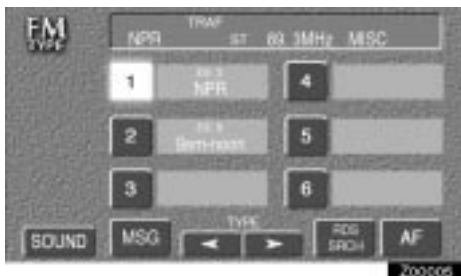 FM
TYPE
TRAF
NPR ST 89.3MHz MISC
1 NPR 4
2 5
3 6
TYPE
SOUND MSG RDS SRCH AF